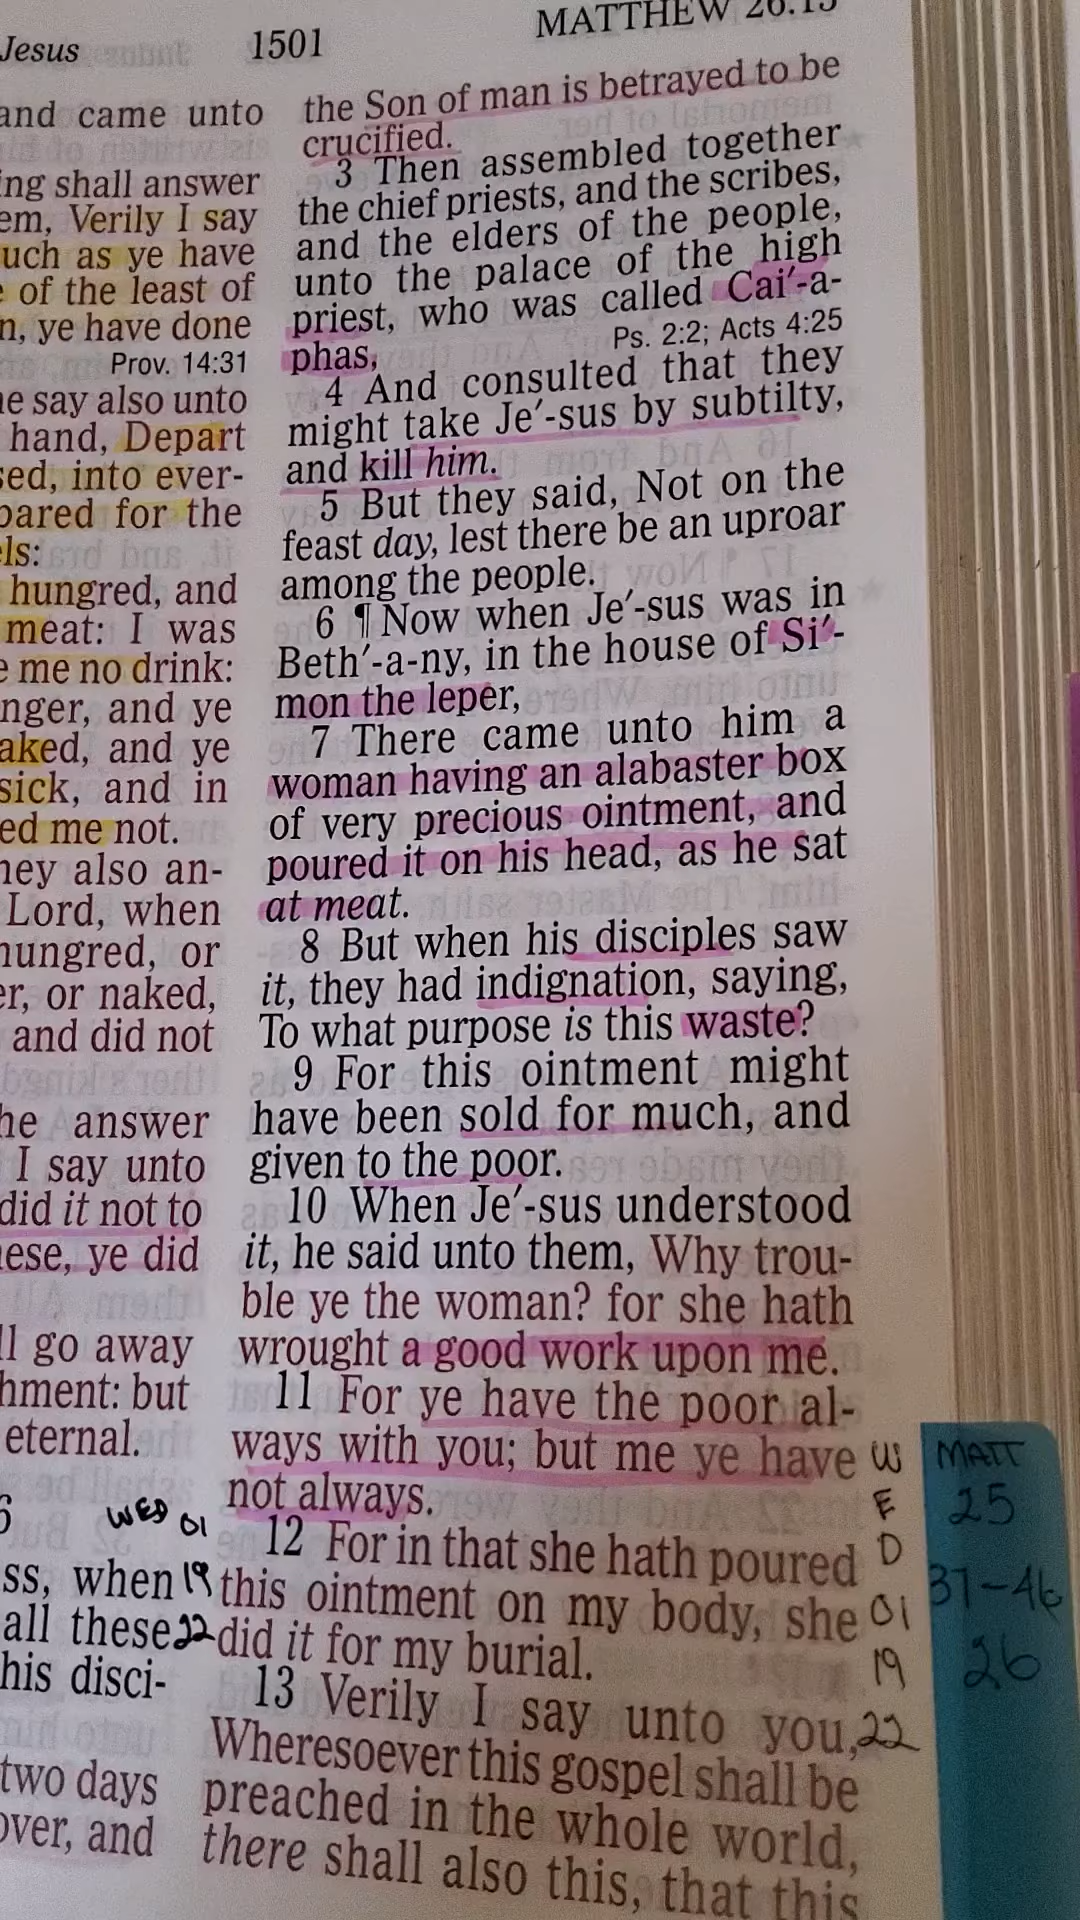 Jesus
1501
MATTHEW 26:13
and came unto
ing shall answer
em, Verily I say
uch as ye have
of the least of
n, ye have done
Prov. 14:31
e say also unto
hand, Depart
sed, into ever-
pared for the
els:
hungred, and
meat: I was
e me no drink:
nger, and ye
aked, and ye
sick, and in
ed me not.
hey also an-
Lord, when
hungred, or
er, or naked,
and did not
he answer
I say unto
did it not to
hese, ye did
ll go away
hment: but
eternal.
6
WED 01
19
22
ss, when
all these
his disci-
two days
over, and
the Son of man is betrayed to be
crucified.
3 Then assembled together
the chief priests, and the scribes,
and the elders of the people,
unto the palace of the high
priest, who was called Cai′-a-
phas,
Ps. 2:2; Acts 4:25
4 And consulted that they
might take Je′-sus by subtilty,
and kill him.
5 But they said, Not on the
feast day, lest there be an uproar
among the people.
6 ¶ Now when Je′-sus was in
Beth′-a-ny, in the house of Si′-
mon the leper,
7 There came unto him a
woman having an alabaster box
of very precious ointment, and
poured it on his head, as he sat
at meat.
8 But when his disciples saw
it, they had indignation, saying,
To what purpose is this waste?
9 For this ointment might
have been sold for much, and
given to the poor.
10 When Je′-sus understood
it, he said unto them, Why trou-
ble ye the woman? for she hath
wrought a good work upon me.
11 For ye have the poor al-
ways with you; but me ye have
not always.
12 For in that she hath poured
this ointment on my body, she
did it for my burial.
13 Verily I say unto you,
Wheresoever this gospel shall be
preached in the whole world,
there shall also this, that this
W
E
D
01
19
22
MATT
25
37-46
26